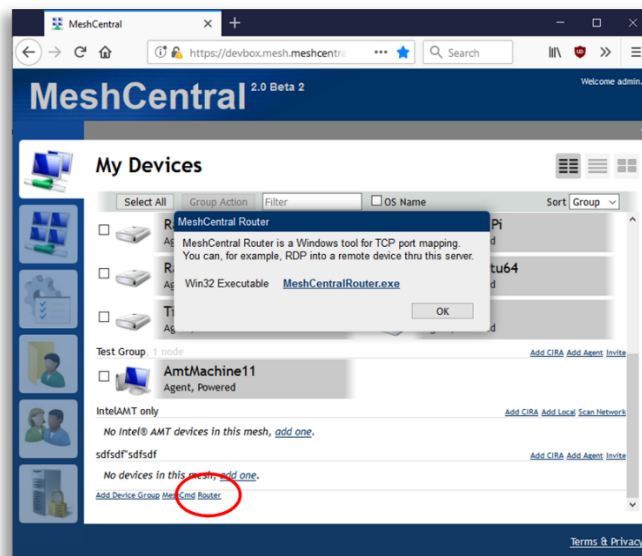 MeshCentral
https://devbox.mesh.meshcentra
Search
MeshCentral 2.0 Beta 2
Welcome admin.
My Devices
Select All Group Action Filter OS Name Sort Group
MeshCentral Router
MeshCentral Router is a Windows tool for TCP port mapping.
You can, for example, RDP into a remote device thru this server.
Win32 Executable MeshCentralRouter.exe
OK
Test Group, 1 node Add CIRA Add Agent Invite
AmtMachine11
Agent, Powered
IntelAMT only Add CIRA Add Local Scan Network
No Intel® AMT devices in this mesh, add one.
sdfsdf"sdfsdf Add CIRA Add Agent Invite
No devices in this mesh, add one.
Add Device Group MeshCmd Router
Terms & Privacy